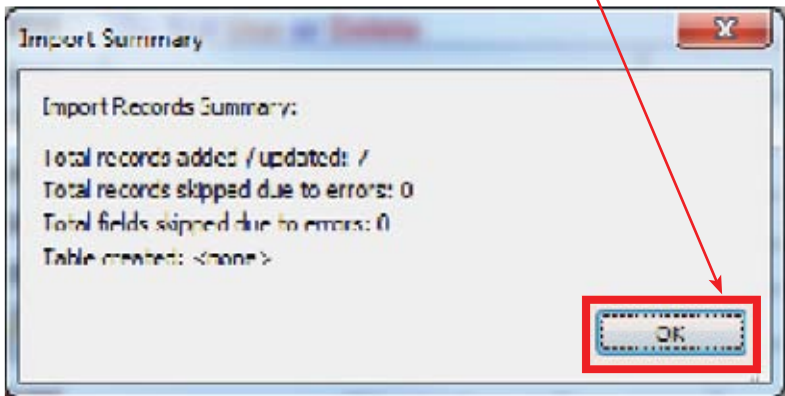 Import Summary
Import Records Summary:
Total records added / updated: 7
Total records skipped due to errors: 0
Total fields skipped due to errors: 0
Table created: <none>
OK